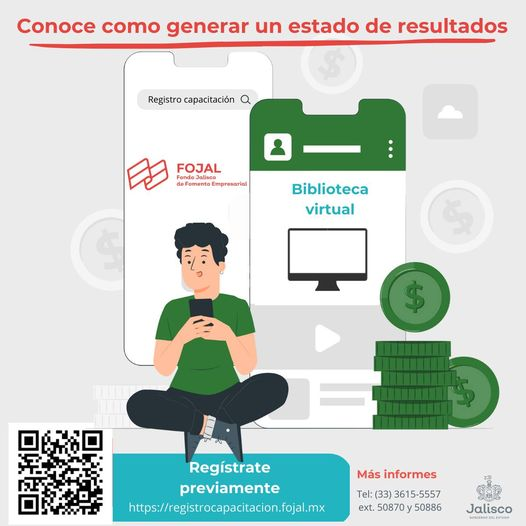 Conoce como generar un estado de resultados
Registro capacitación
FOJAL
Fondo Jalisco
de Fomento Empresarial
Biblioteca
virtual
Regístrate
previamente
https://registrocapacitacion.fojal.mx
Más informes
Tel: (33) 3615-5557
ext. 50870 y 50886
Jalisco
GOBIERNO DEL ESTADO